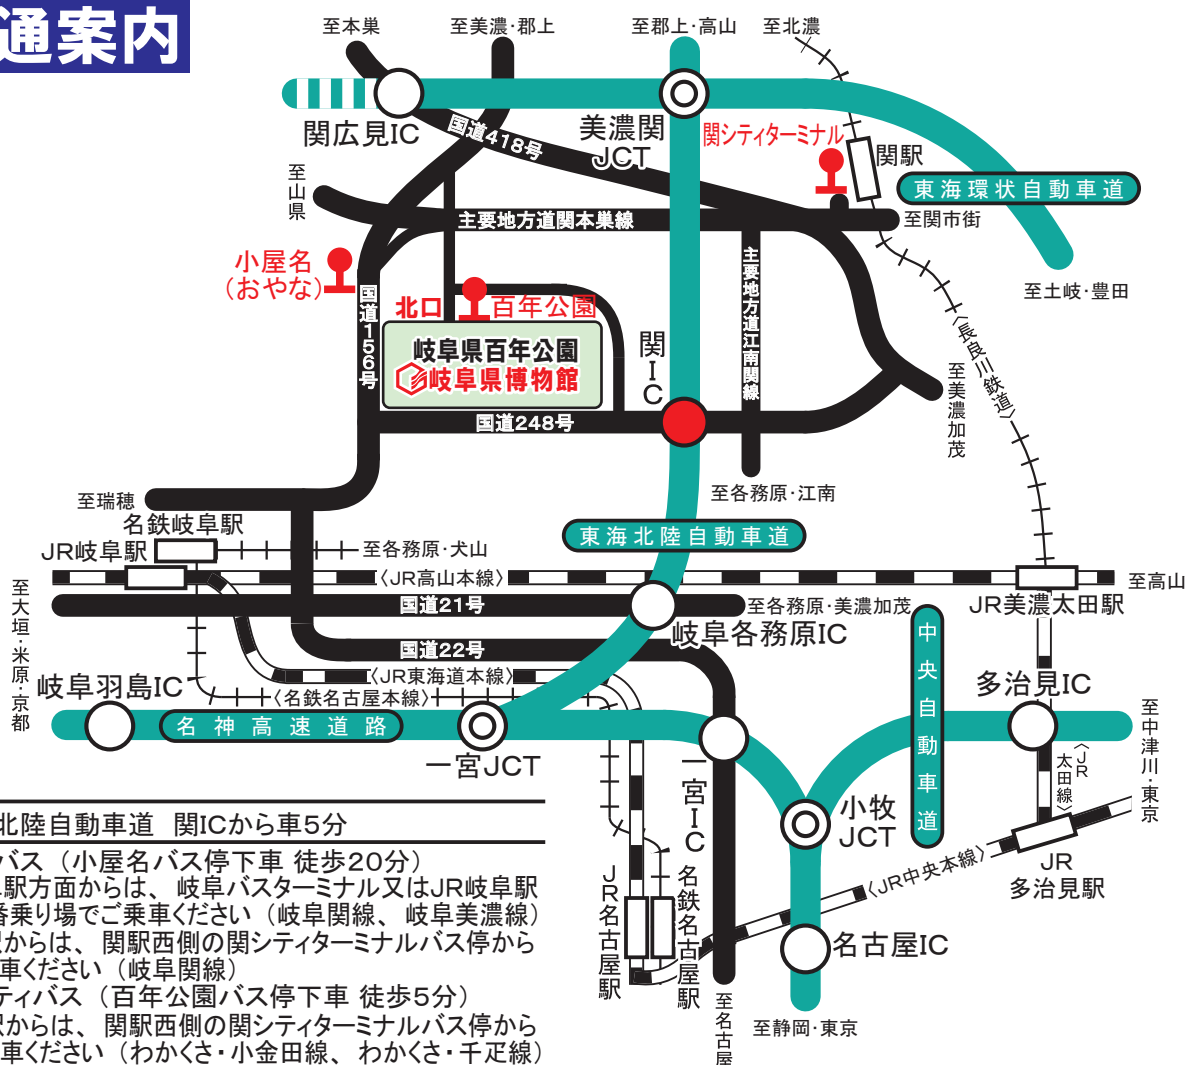 通案内
至本巣
至美濃・郡上
至郡上・高山
至北濃
関広見IC
国道418号
美濃関
JCT
関シティターミナル
関駅
東海環状自動車道
至山県
主要地方道関本巣線
至関市街
小屋名
(おやな)
国道156号
北口
百年公園
主要地方道江南関線
至土岐・豊田
岐阜県百年公園
岐阜県博物館
関IC
〈長良川鉄道〉
至美濃加茂
国道248号
至瑞穂
至各務原・江南
名鉄岐阜駅
東海北陸自動車道
JR岐阜駅
至各務原・犬山
〈JR高山本線〉
至高山
至大垣・米原・京都
国道21号
至各務原・美濃加茂
JR美濃太田駅
岐阜各務原IC
国道22号
中央自動車道
〈JR東海道本線〉
岐阜羽島IC
〈名鉄名古屋本線〉
多治見IC
名神高速道路
至中津川・東京
一宮JCT
一宮IC
〈JR太田線〉
小牧
JCT
JR
多治見駅
〈JR中央本線〉
JR名古屋駅
名鉄名古屋駅
名古屋IC
至名古屋
至静岡・東京
北陸自動車道 関ICから車5分
バス（小屋名バス停下車 徒歩20分）
駅方面からは、岐阜バスターミナル又はJR岐阜駅
番乗り場でご乗車ください（岐阜関線、岐阜美濃線）
からは、関駅西側の関シティターミナルバス停から
車ください（岐阜関線）
ティバス（百年公園バス停下車 徒歩5分）
からは、関駅西側の関シティターミナルバス停から
車ください（わかくさ・小金田線、わかくさ・千疋線）